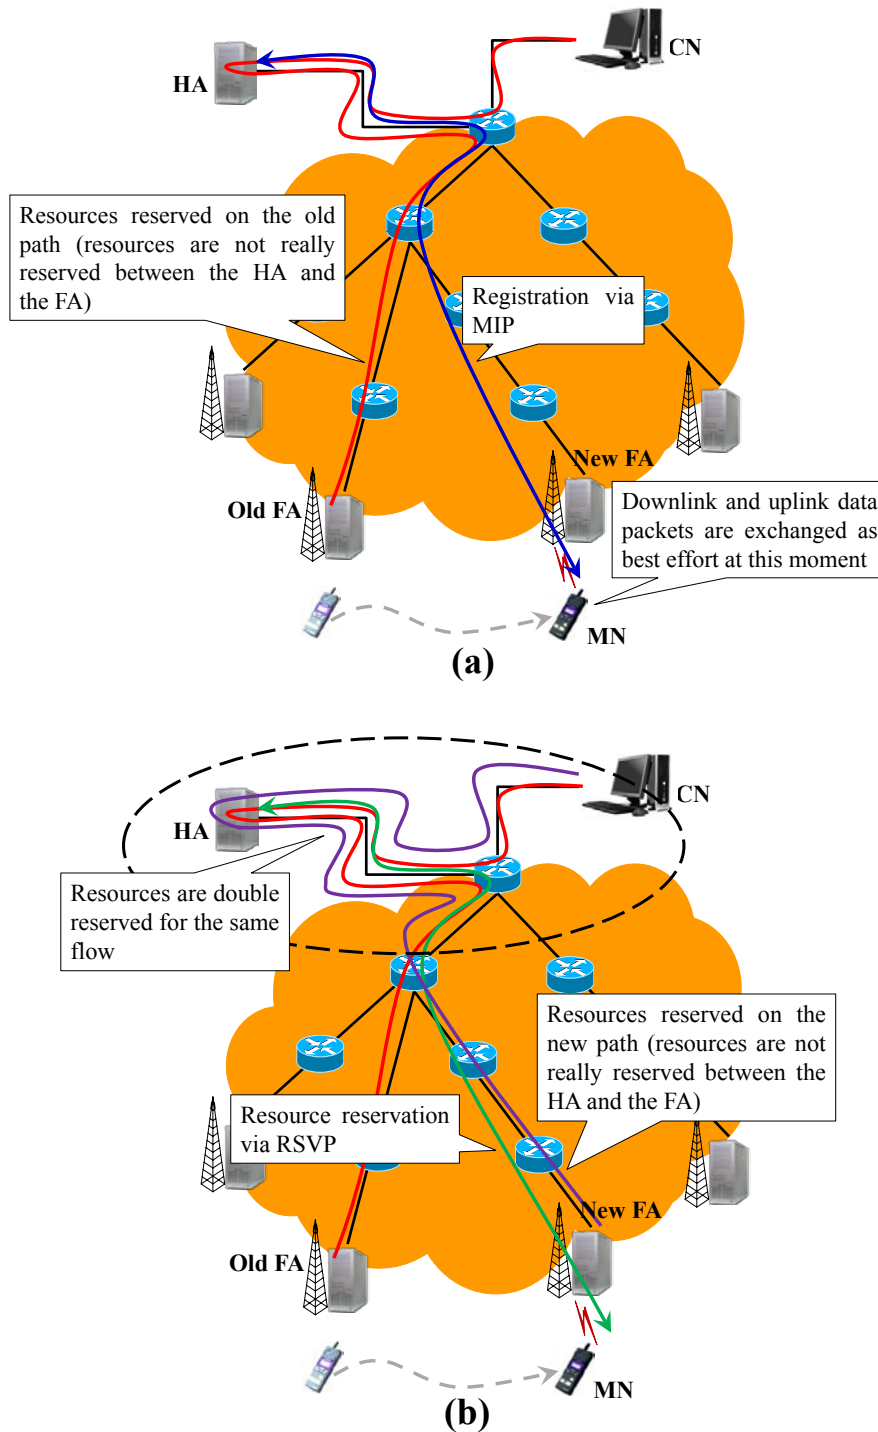 CN
HA
Resources reserved on the old
path (resources are not really
reserved between the HA and
the FA)
Registration via
MIP
New FA
Old FA
Downlink and uplink data
packets are exchanged as
best effort at this moment
MN
(a)
CN
HA
Resources are double
reserved for the same
flow
Resources reserved on the
new path (resources are not
really reserved between the
HA and the FA)
Resource reservation
via RSVP
New FA
Old FA
MN
(b)